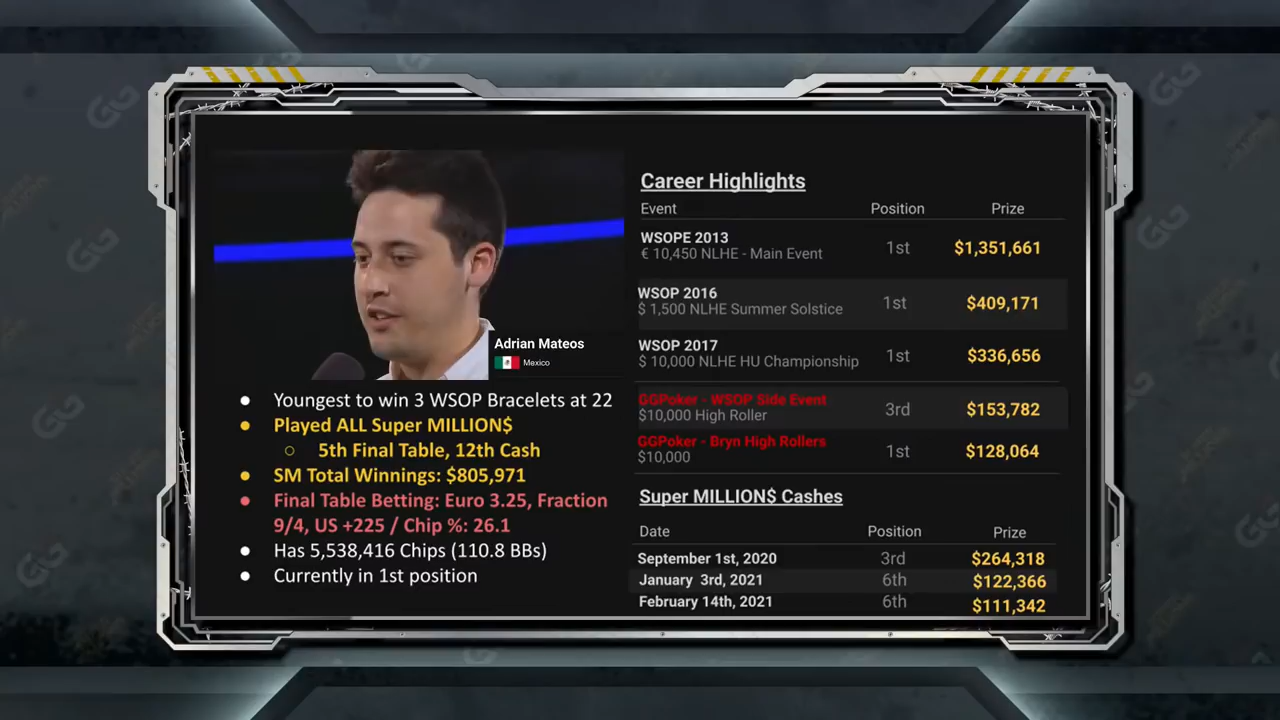 Adrian Mateos
Mexico
Youngest to win 3 WSOP Bracelets at 22
Played ALL Super MILLION$
5th Final Table, 12th Cash
SM Total Winnings: $805,971
Final Table Betting: Euro 3.25, Fraction
9/4, US +225 / Chip %: 26.1
Has 5,538,416 Chips (110.8 BBs)
Currently in 1st position
Career Highlights
Event Position Prize
WSOPE 2013
€ 10,450 NLHE - Main Event 1st $1,351,661
WSOP 2016
$ 1,500 NLHE Summer Solstice 1st $409,171
WSOP 2017
$ 10,000 NLHE HU Championship 1st $336,656
GGPoker - WSOP Side Event
$10,000 High Roller 3rd $153,782
GGPoker - Bryn High Rollers
$10,000 1st $128,064
Super MILLION$ Cashes
Date Position Prize
September 1st, 2020 3rd $264,318
January 3rd, 2021 6th $122,366
February 14th, 2021 6th $111,342